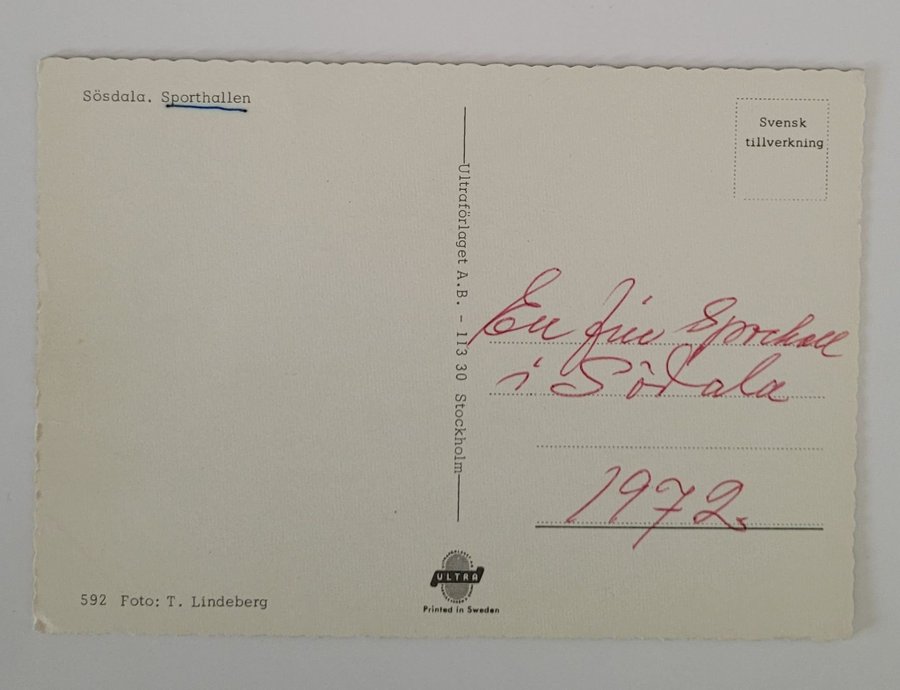 Sösdala. Sporthallen
Svensk
tillverkning
Ultraförlaget A.B. - 113 30 Stockholm
En fin Sporthall
i Södala
1972
592 Foto: T. Lindeberg
ULTRA
Printed in Sweden